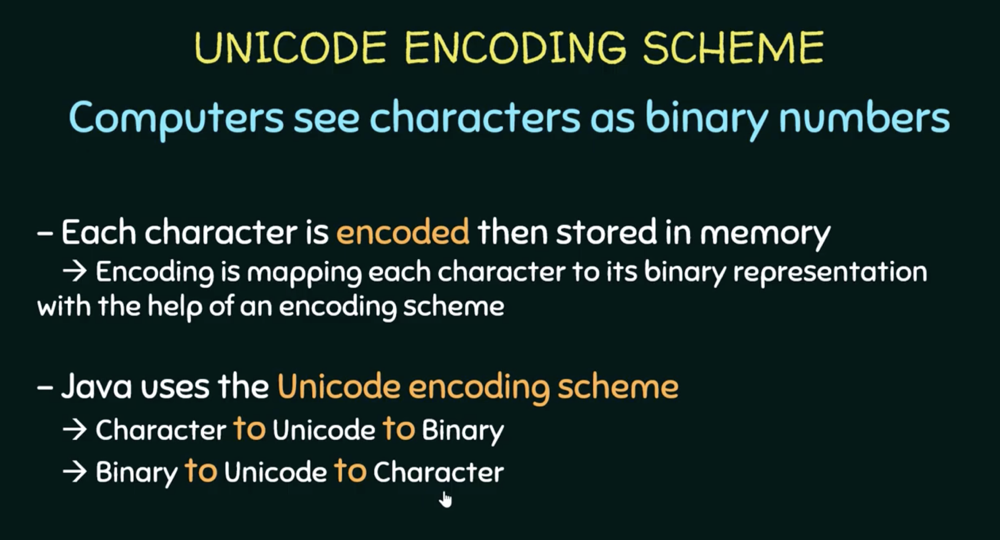 UNICODE ENCODING SCHEME
Computers see characters as binary numbers
– Each character is encoded then stored in memory
→ Encoding is mapping each character to its binary representation
with the help of an encoding scheme
– Java uses the Unicode encoding scheme
→ Character to Unicode to Binary
→ Binary to Unicode to Character